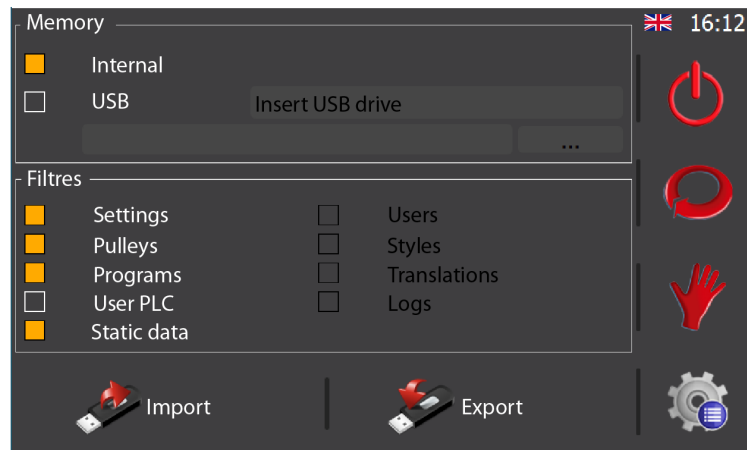 Memory
16:12
Internal
USB
Insert USB drive
...
Filtres
Settings
Users
Pulleys
Styles
Programs
Translations
User PLC
Logs
Static data
Import
Export